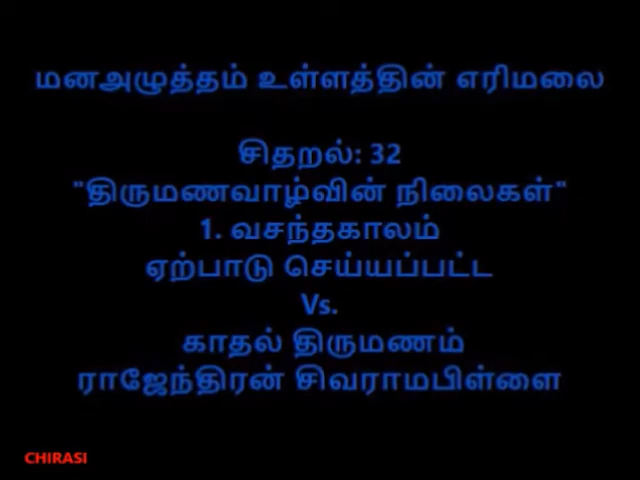 மனஅழுத்தம் உள்ளத்தின் எரிமலை
சிதறல்: 32
"திருமணவாழ்வின் நிலைகள்"
1. வசந்தகாலம்
ஏற்பாடு செய்யப்பட்ட
Vs.
காதல் திருமணம்
ராஜேந்திரன் சிவராமபிள்ளை
CHIRASI